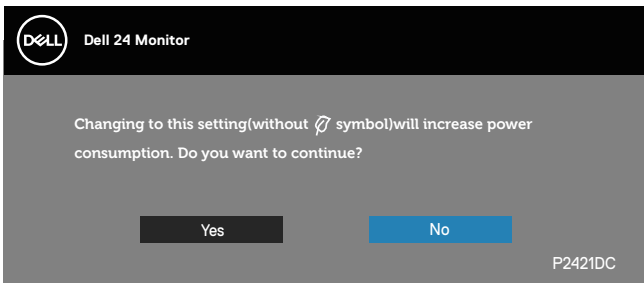 DELL
Dell 24 Monitor
Changing to this setting(without symbol)will increase power
consumption. Do you want to continue?
Yes
No
P2421DC